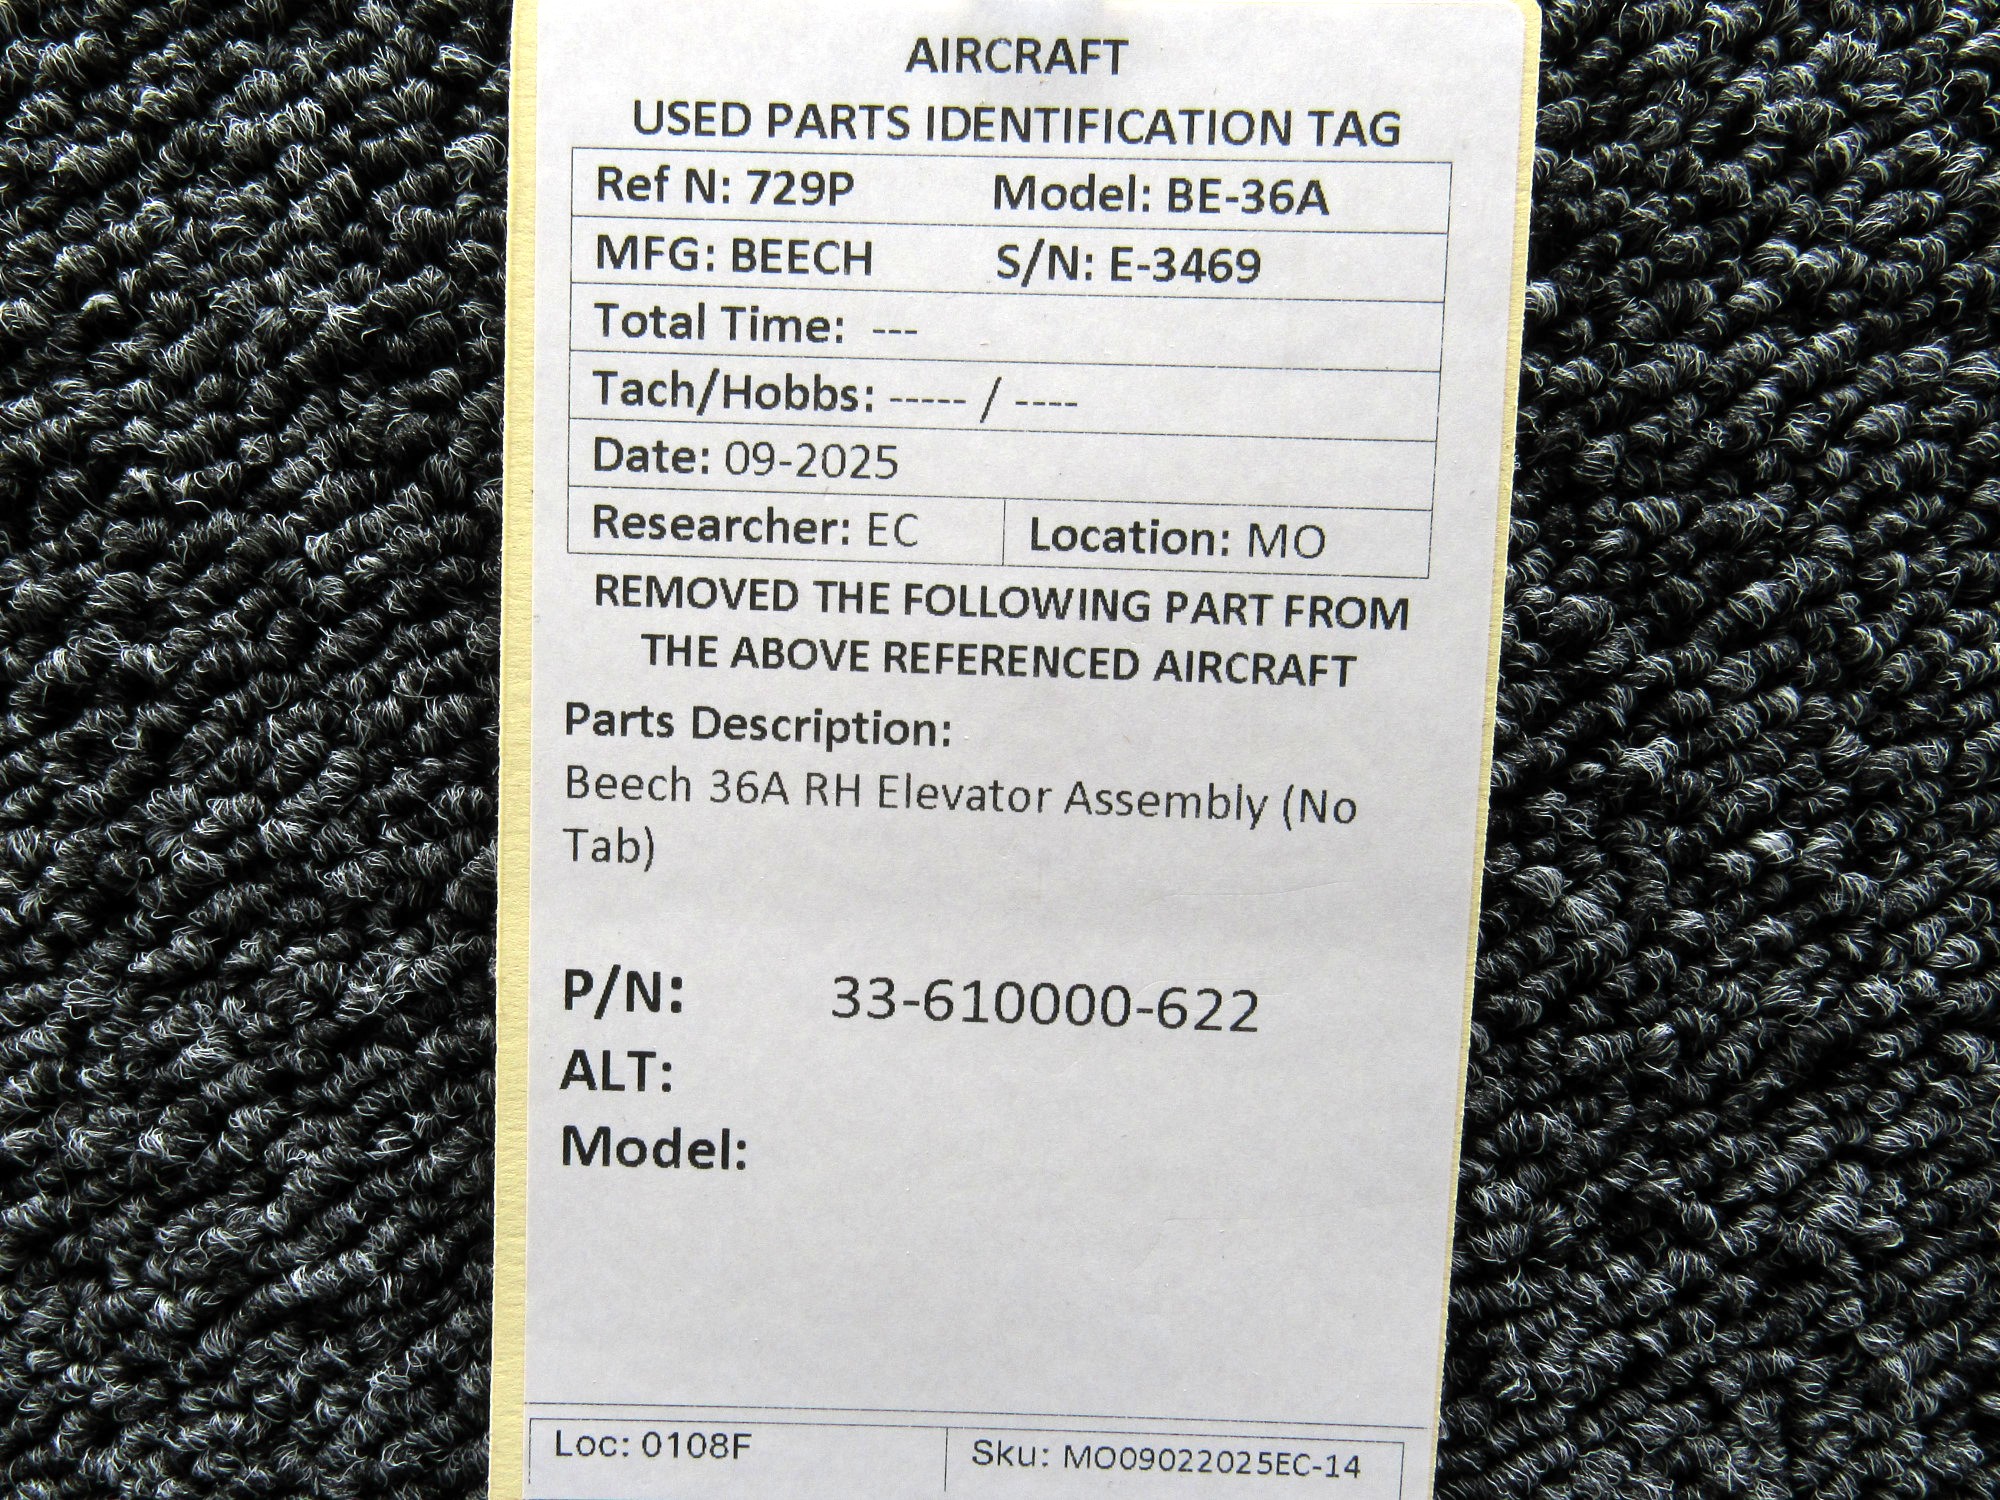 AIRCRAFT
USED PARTS IDENTIFICATION TAG
Ref N: 729P Model: BE-36A
MFG: BEECH S/N: E-3469
Total Time: ---
Tach/Hobbs: ----- / ----
Date: 09-2025
Researcher: EC Location: MO
REMOVED THE FOLLOWING PART FROM
THE ABOVE REFERENCED AIRCRAFT
Parts Description:
Beech 36A RH Elevator Assembly (No
Tab)
P/N: 33-610000-622
ALT:
Model:
Loc: 0108F Sku: MO09022025EC-14